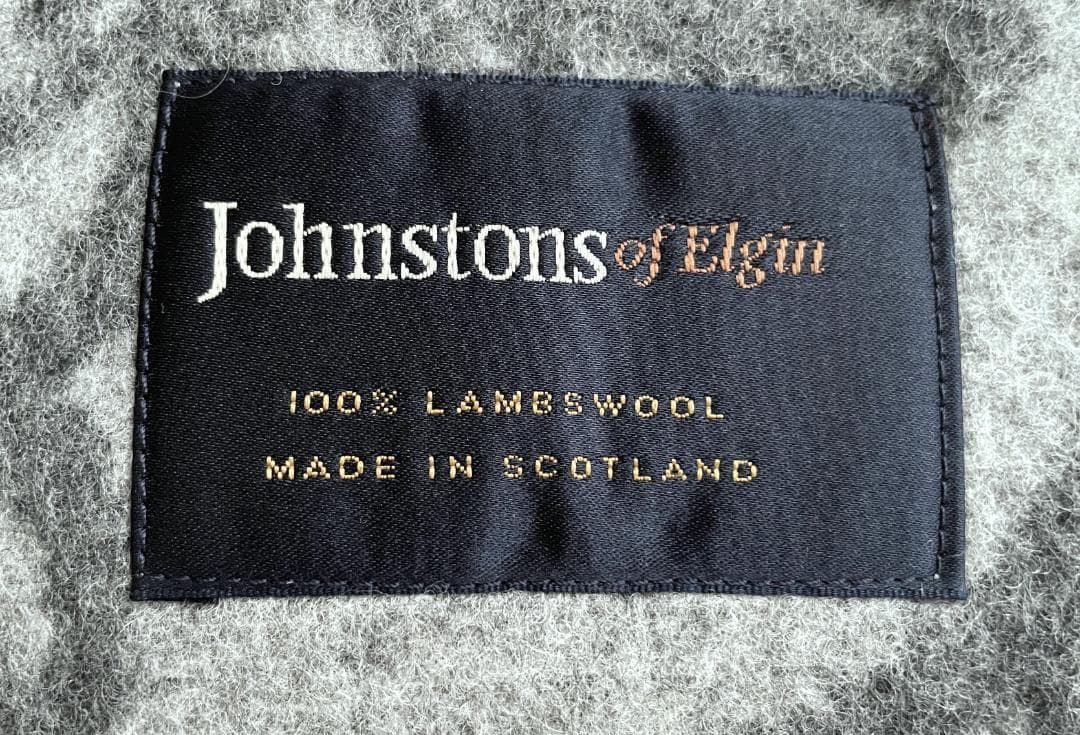 Johnstons of Elgin
100% LAMBSWOOL
MADE IN SCOTLAND